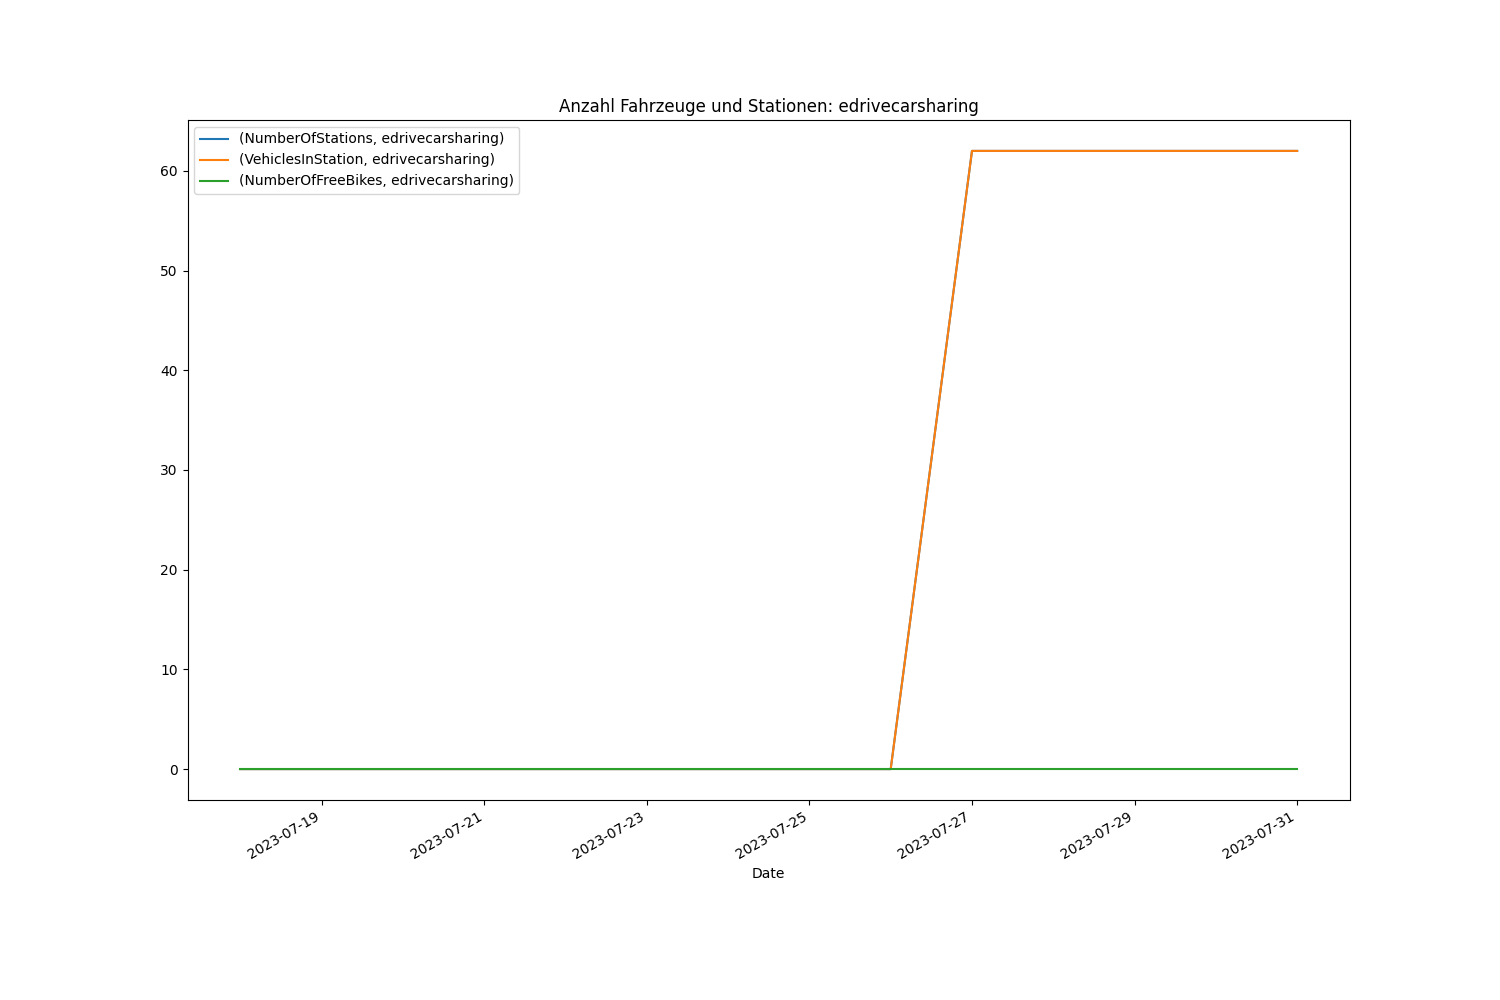 Anzahl Fahrzeuge und Stationen: edrivecarsharing
(NumberOfStations, edrivecarsharing)
(VehiclesInStation, edrivecarsharing)
(NumberOfFreeBikes, edrivecarsharing)
60
50
40
30
20
10
0
2023-07-19
2023-07-21
2023-07-23
2023-07-25
2023-07-27
2023-07-29
2023-07-31
Date